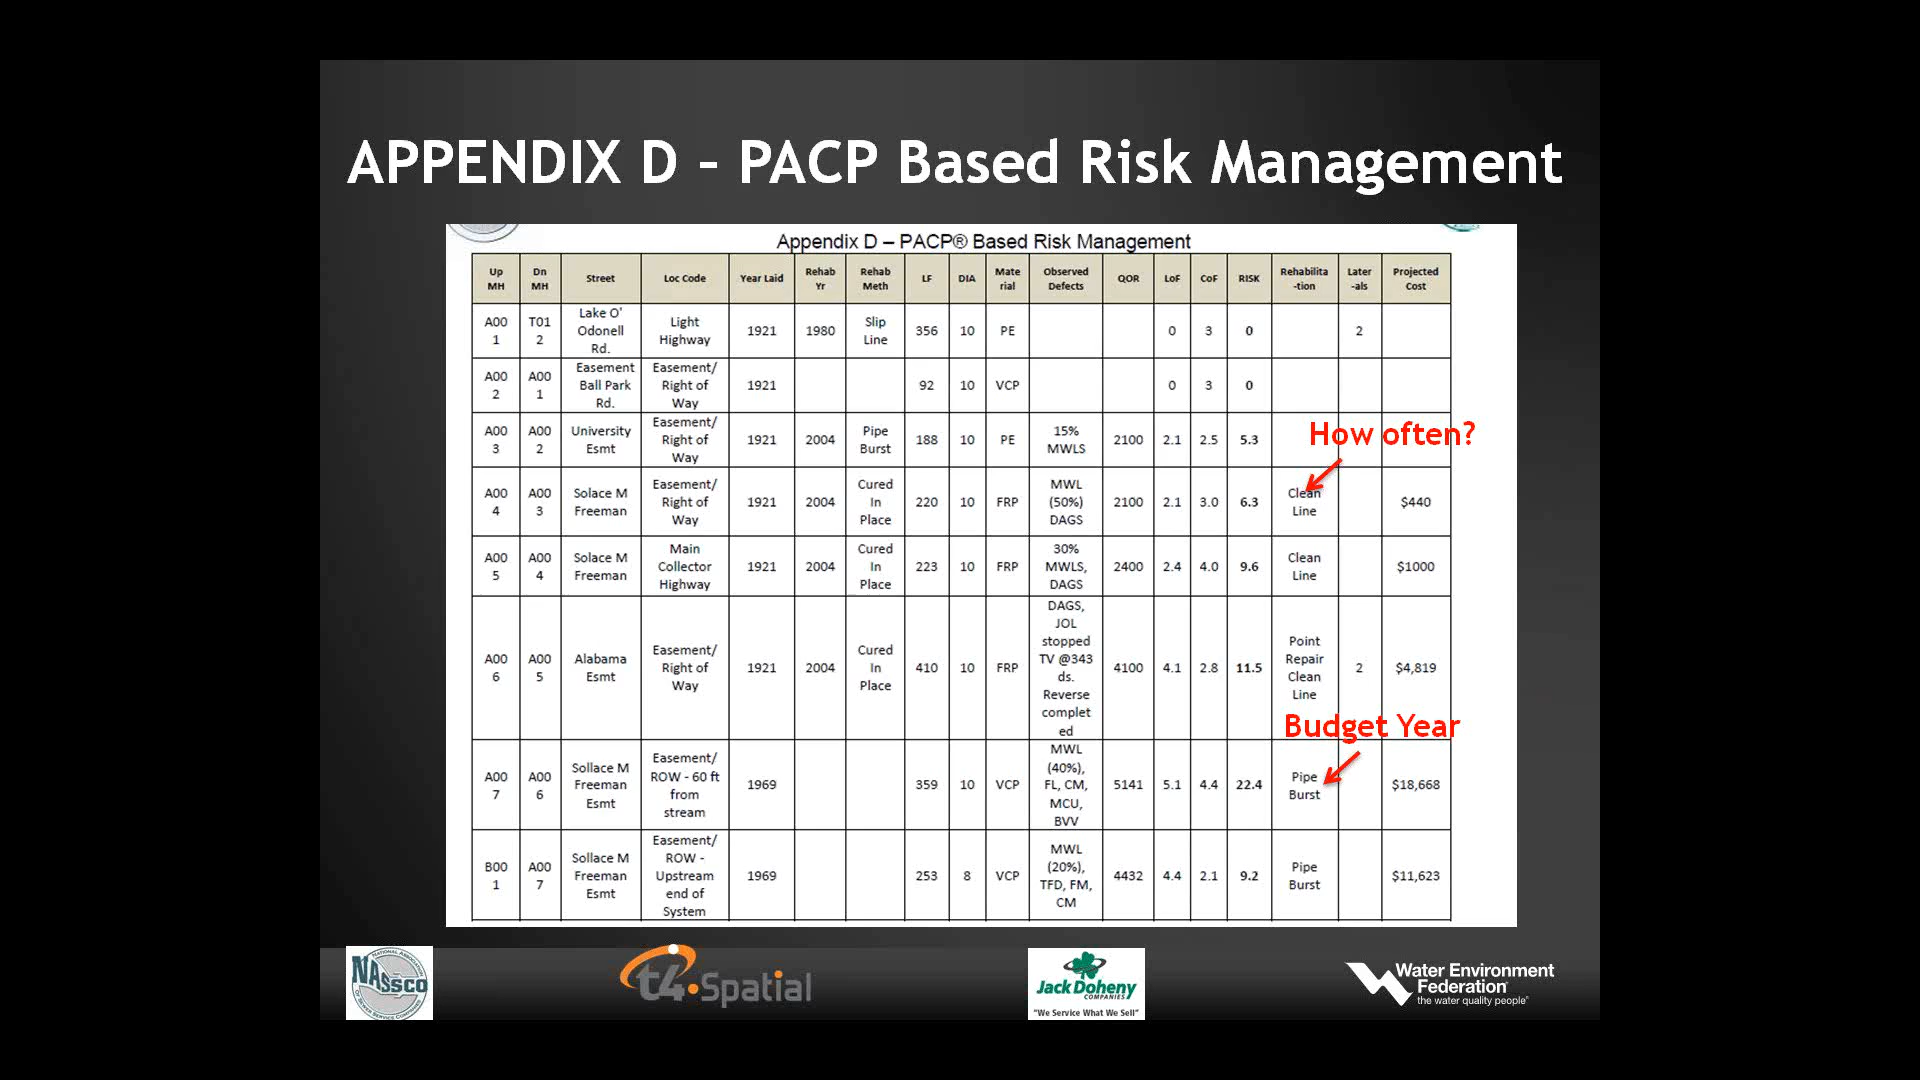 APPENDIX D – PACP Based Risk Management
Appendix D – PACP® Based Risk Management
Up MH Dn MH Street Loc Code Year Laid Rehab Yr Rehab Meth LF DIA Mate rial Observed Defects QOR LoF CoF RISK Rehabilita -tion Later -als Projected Cost
A00 1 T01 2 Lake O' Odonell Rd. Light Highway 1921 1980 Slip Line 356 10 PE 0 3 0 2
A00 2 A00 1 Easement Ball Park Rd. Easement/ Right of Way 1921 92 10 VCP 0 3 0
A00 3 A00 2 University Esmt Easement/ Right of Way 1921 2004 Pipe Burst 188 10 PE 15% MWLS 2100 2.1 2.5 5.3
How often?
A00 4 A00 3 Solace M Freeman Easement/ Right of Way 1921 2004 Cured In Place 220 10 FRP MWL (50%) DAGS 2100 2.1 3.0 6.3 Clean Line $440
A00 5 A00 4 Solace M Freeman Main Collector Highway 1921 2004 Cured In Place 223 10 FRP 30% MWLS, DAGS 2400 2.4 4.0 9.6 Clean Line $1000
A00 6 A00 5 Alabama Esmt Easement/ Right of Way 1921 2004 Cured In Place 410 10 FRP DAGS, JOL stopped TV @343 ds. Reverse complet ed 4100 4.1 2.8 11.5 Point Repair Clean Line 2 $4,819
Budget Year
A00 7 A00 6 Sollace M Freeman Esmt Easement/ ROW - 60 ft from stream 1969 359 10 VCP MWL (40%), FL, CM, MCU, BVV 5141 5.1 4.4 22.4 Pipe Burst $18,668
B00 1 A00 7 Sollace M Freeman Esmt Easement/ ROW - Upstream end of System 1969 253 8 VCP MWL (20%), TFD, FM, CM 4432 4.4 2.1 9.2 Pipe Burst $11,623
NASSCO
t4.Spatial
Jack Doheny
COMPANIES
"We Service What We Sell"
Water Environment
Federation®
the water quality people®